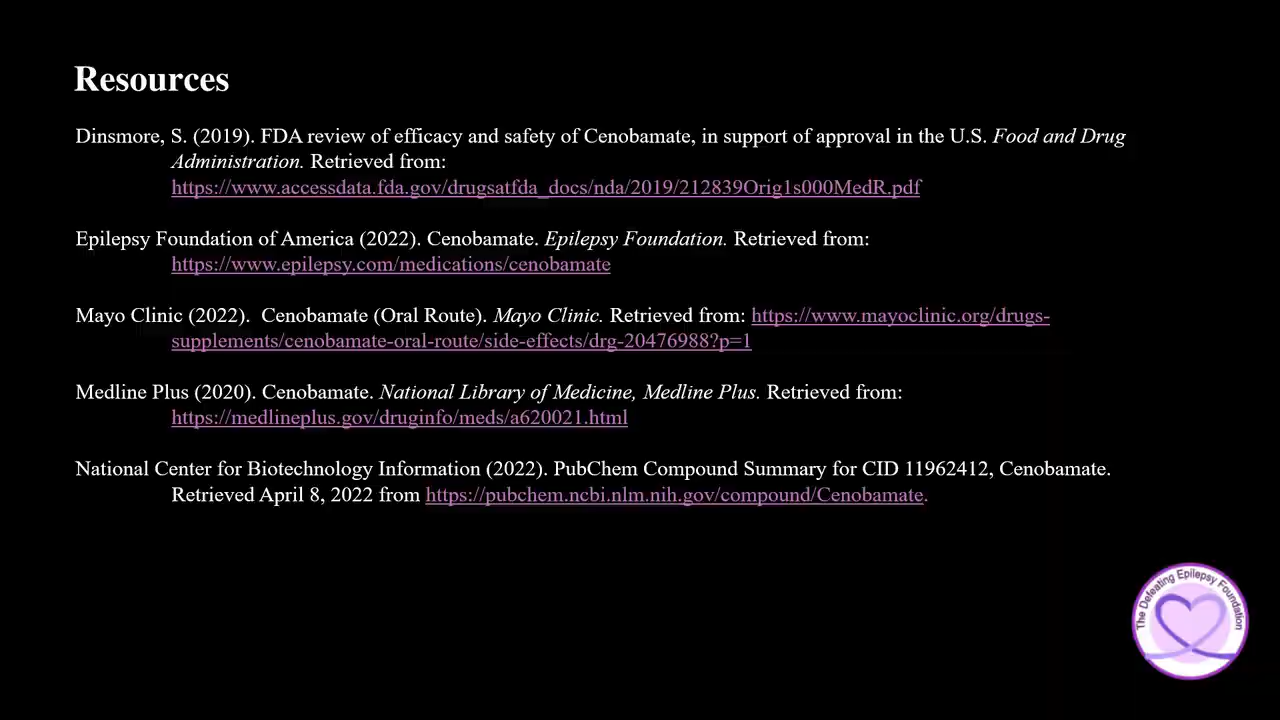 Resources
Dinsmore, S. (2019). FDA review of efficacy and safety of Cenobamate, in support of approval in the U.S. Food and Drug
Administration. Retrieved from:
https://www.accessdata.fda.gov/drugsatfda_docs/nda/2019/212839Orig1s000MedR.pdf
Epilepsy Foundation of America (2022). Cenobamate. Epilepsy Foundation. Retrieved from:
https://www.epilepsy.com/medications/cenobamate
Mayo Clinic (2022).  Cenobamate (Oral Route). Mayo Clinic. Retrieved from: https://www.mayoclinic.org/drugs-
supplements/cenobamate-oral-route/side-effects/drg-20476988?p=1
Medline Plus (2020). Cenobamate. National Library of Medicine, Medline Plus. Retrieved from:
https://medlineplus.gov/druginfo/meds/a620021.html
National Center for Biotechnology Information (2022). PubChem Compound Summary for CID 11962412, Cenobamate.
Retrieved April 8, 2022 from https://pubchem.ncbi.nlm.nih.gov/compound/Cenobamate.
The Defeating Epilepsy Foundation